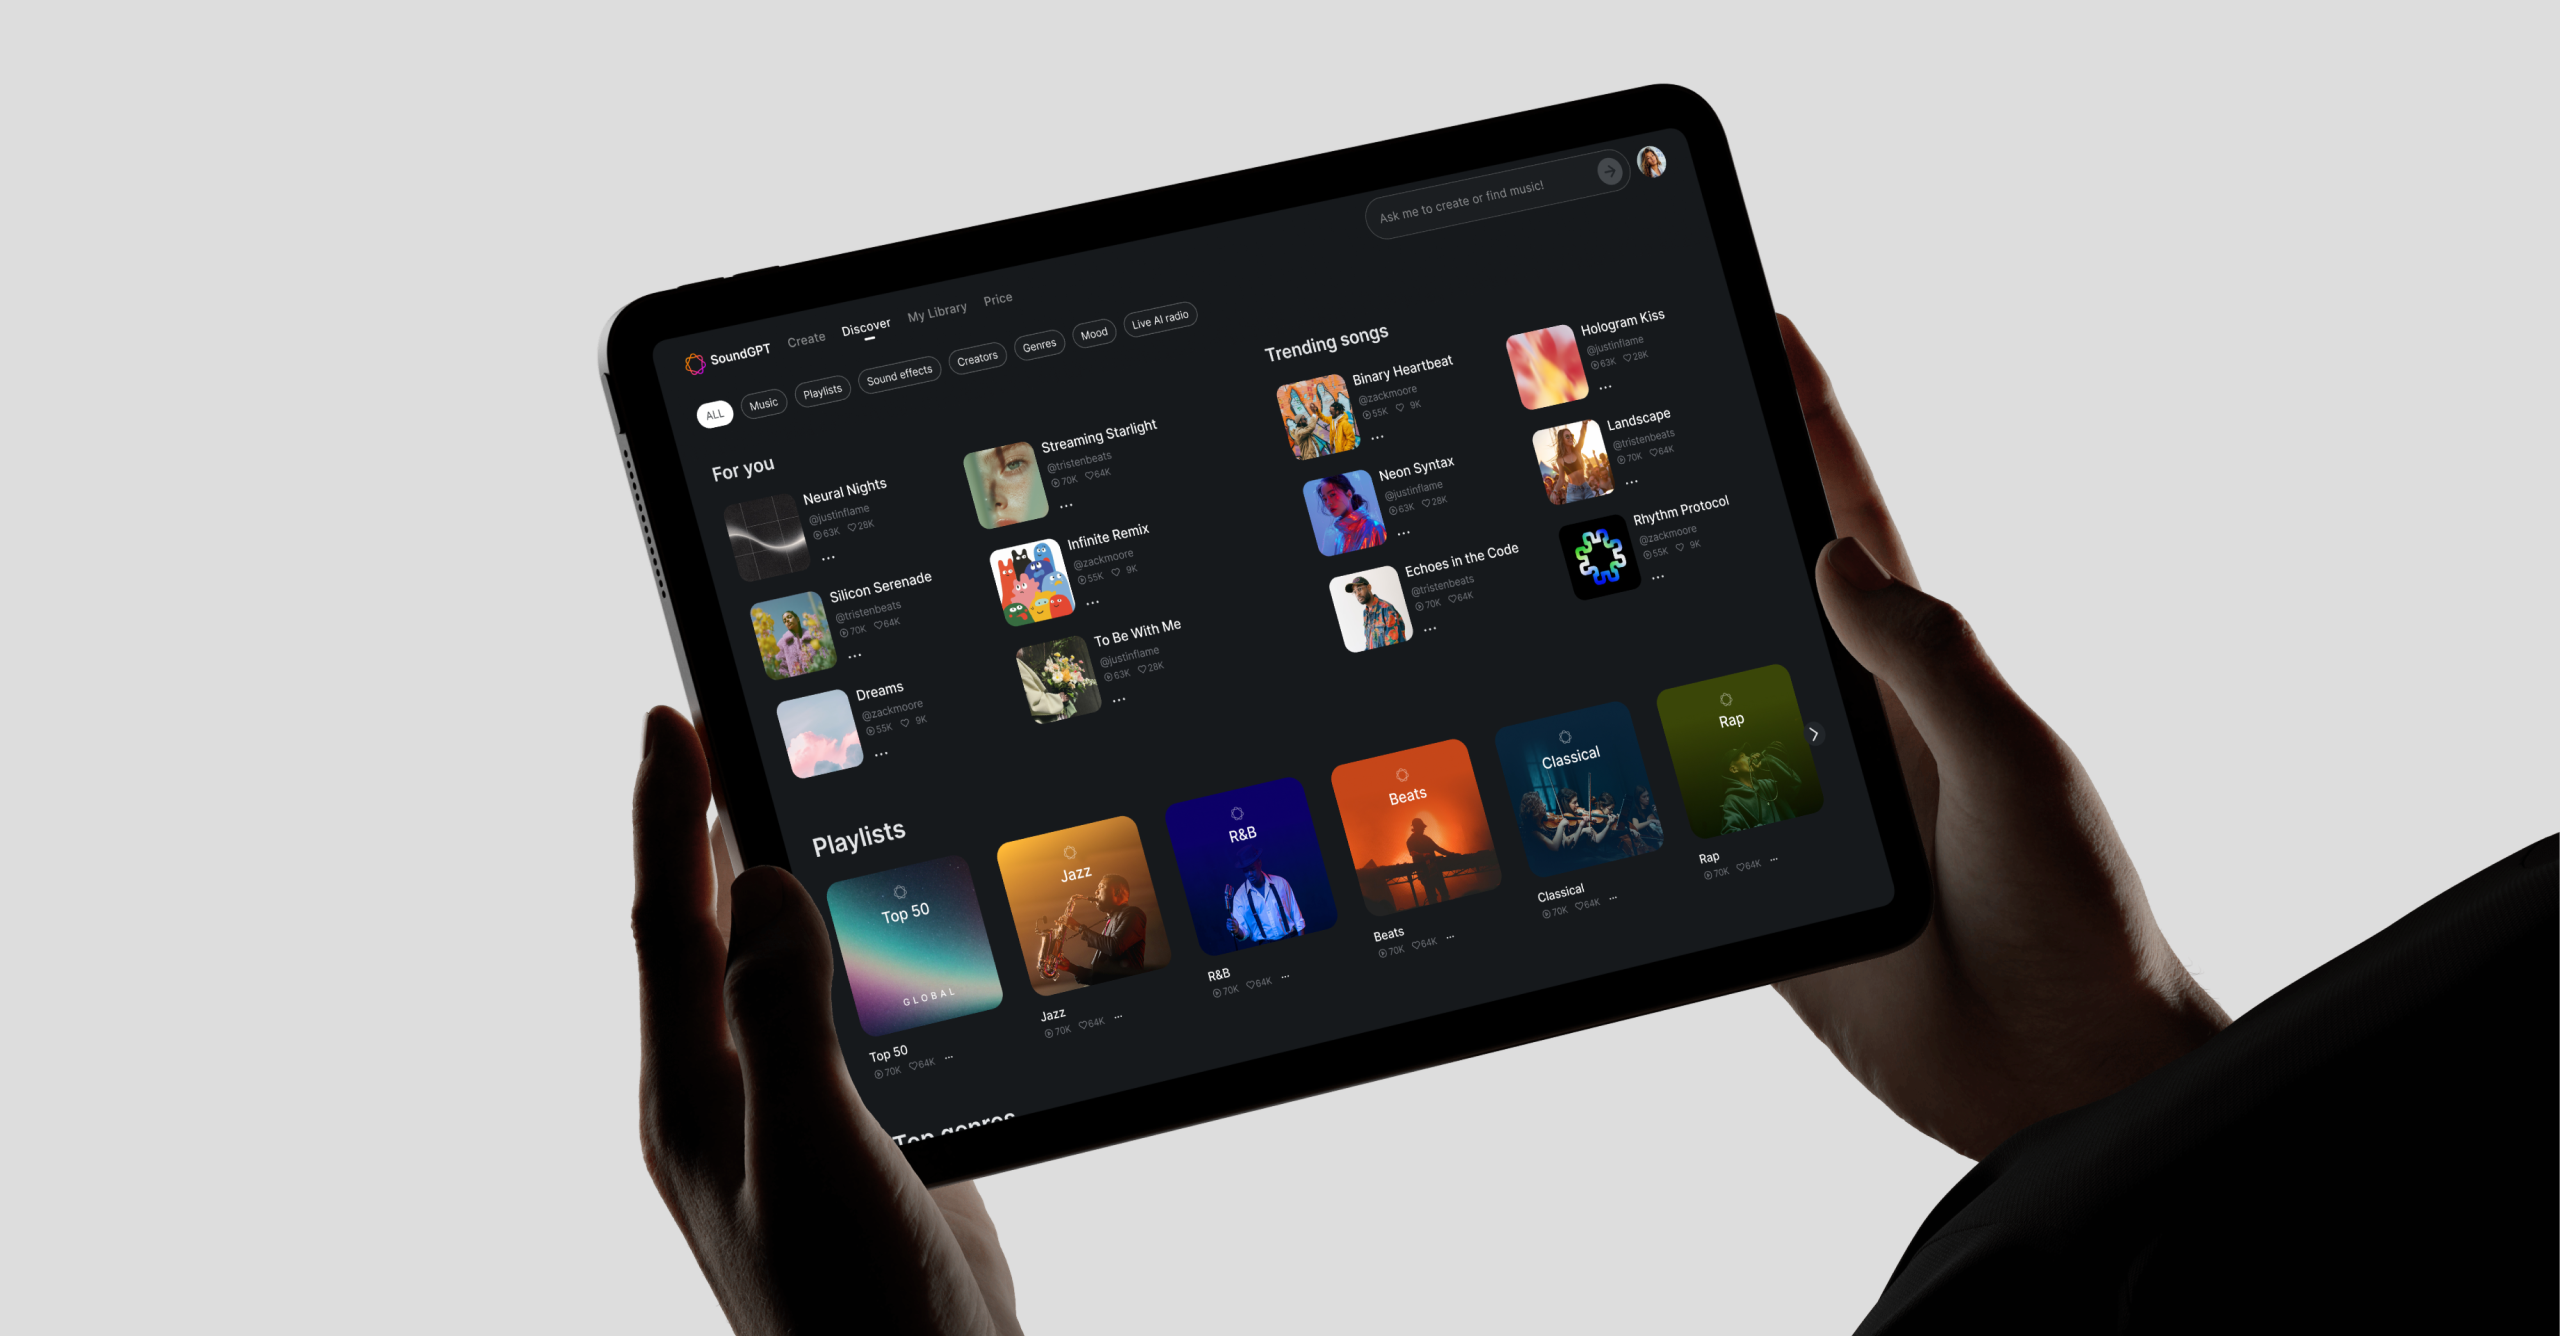 SoundGPT
Create
Discover
My Library
Price
Ask me to create or find music!
ALL
Music
Playlists
Sound effects
Creators
Genres
Mood
Live AI radio
For you
Neural Nights
@justinflame
63K 28K
...
Silicon Serenade
@tristenbeats
70K 64K
...
Dreams
@zackmoore
55K 9K
...
Streaming Starlight
@tristenbeats
70K 64K
...
Infinite Remix
@zackmoore
55K 9K
...
To Be With Me
@justinflame
63K 28K
...
Trending songs
Binary Heartbeat
@zackmoore
55K 9K
...
Neon Syntax
@justinflame
63K 28K
...
Echoes in the Code
@tristenbeats
70K 64K
...
Hologram Kiss
@justinflame
63K 28K
...
Landscape
@tristenbeats
70K 64K
...
Rhythm Protocol
@zackmoore
55K 9K
...
Playlists
Top 50
GLOBAL
Top 50
70K 64K ...
Jazz
Jazz
70K 64K ...
R&B
R&B
70K 64K ...
Beats
Beats
70K 64K ...
Classical
Classical
70K 64K ...
Rap
Rap
70K 64K ...
Top genres